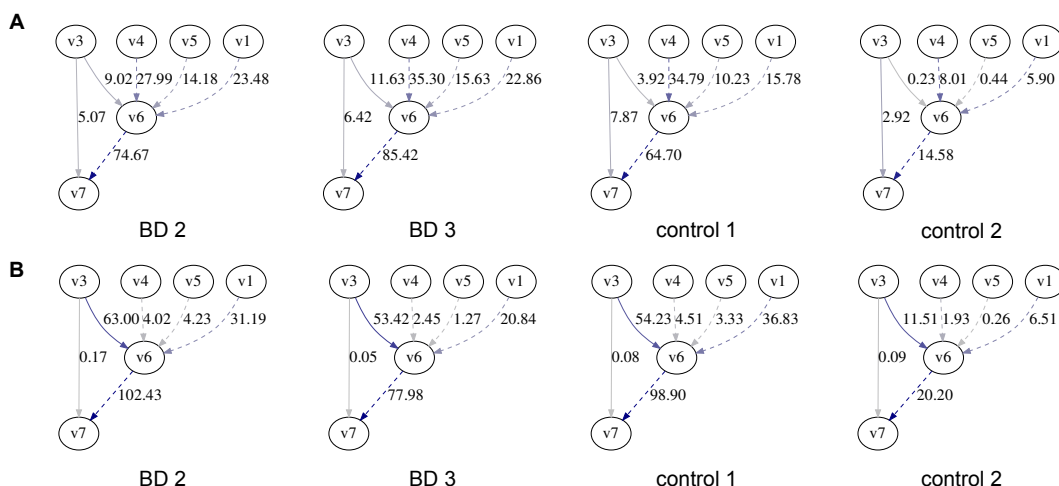 A
v3 v4 v5 v1 v3 v4 v5 v1 v3 v4 v5 v1 v3 v4 v5 v1
9.02 27.99 14.18 23.48 11.63 35.30 15.63 22.86 3.92 34.79 10.23 15.78 0.23 8.01 0.44 5.90
5.07 v6 6.42 v6 7.87 v6 2.92 v6
74.67 85.42 64.70 14.58
v7 v7 v7 v7
BD 2 BD 3 control 1 control 2
B
v3 v4 v5 v1 v3 v4 v5 v1 v3 v4 v5 v1 v3 v4 v5 v1
63.00 4.02 4.23 31.19 53.42 2.45 1.27 20.84 54.23 4.51 3.33 36.83 11.51 1.93 0.26 6.51
0.17 v6 0.05 v6 0.08 v6 0.09 v6
102.43 77.98 98.90 20.20
v7 v7 v7 v7
BD 2 BD 3 control 1 control 2